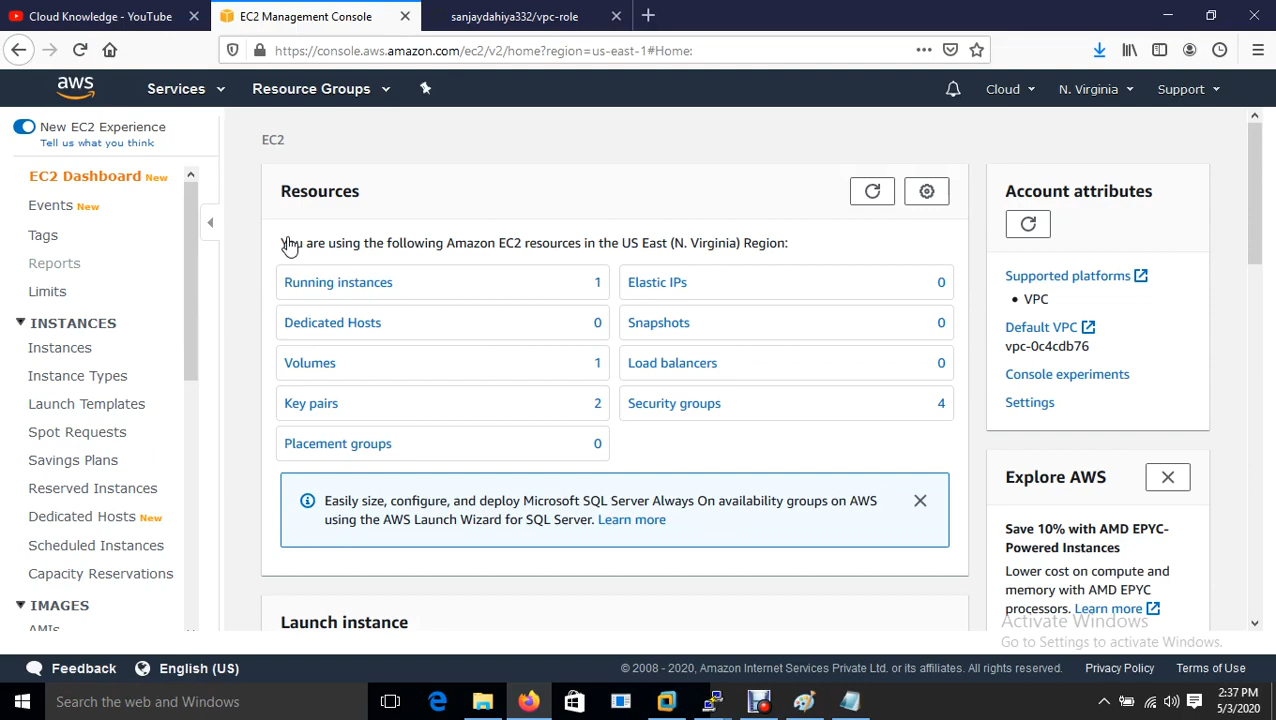 Cloud Knowledge - YouTube
EC2 Management Console
sanjaydahiya332/vpc-role
https://console.aws.amazon.com/ec2/v2/home?region=us-east-1#Home:
aws
Services
Resource Groups
Cloud
N. Virginia
Support
New EC2 Experience
Tell us what you think
EC2 Dashboard New
Events New
Tags
Reports
Limits
INSTANCES
Instances
Instance Types
Launch Templates
Spot Requests
Savings Plans
Reserved Instances
Dedicated Hosts New
Scheduled Instances
Capacity Reservations
IMAGES
AMIs
EC2
Resources
You are using the following Amazon EC2 resources in the US East (N. Virginia) Region:
Running instances 1
Elastic IPs 0
Dedicated Hosts 0
Snapshots 0
Volumes 1
Load balancers 0
Key pairs 2
Security groups 4
Placement groups 0
Easily size, configure, and deploy Microsoft SQL Server Always On availability groups on AWS
using the AWS Launch Wizard for SQL Server. Learn more
Launch instance
Account attributes
Supported platforms
VPC
Default VPC
vpc-0c4cdb76
Console experiments
Settings
Explore AWS
Save 10% with AMD EPYC-
Powered Instances
Lower cost on compute and
memory with AMD EPYC
processors. Learn more
Activate Windows
Go to Settings to activate Windows.
Feedback
English (US)
© 2008 - 2020, Amazon Internet Services Private Ltd. or its affiliates. All rights reserved.
Privacy Policy
Terms of Use
Search the web and Windows
2:37 PM
5/3/2020